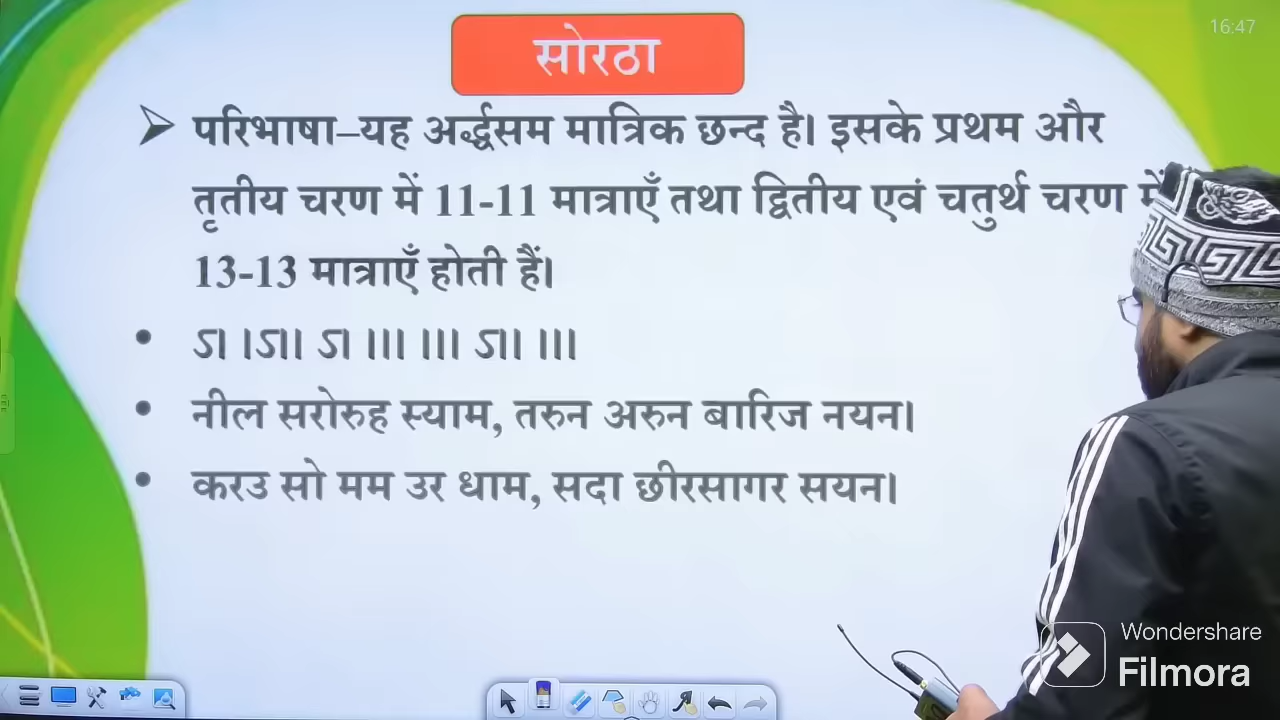 16:47
सोरठा
परिभाषा–यह अर्द्धसम मात्रिक छन्द है। इसके प्रथम और
तृतीय चरण में 11-11 मात्राएँ तथा द्वितीय एवं चतुर्थ चरण में
13-13 मात्राएँ होती हैं।
ऽ। ।ऽ।। ऽ। ।।। ।।। ऽ।। ।।।
नील सरोरुह स्याम, तरुन अरुन बारिज नयन।
करउ सो मम उर धाम, सदा छीरसागर सयन।
Wondershare
Filmora